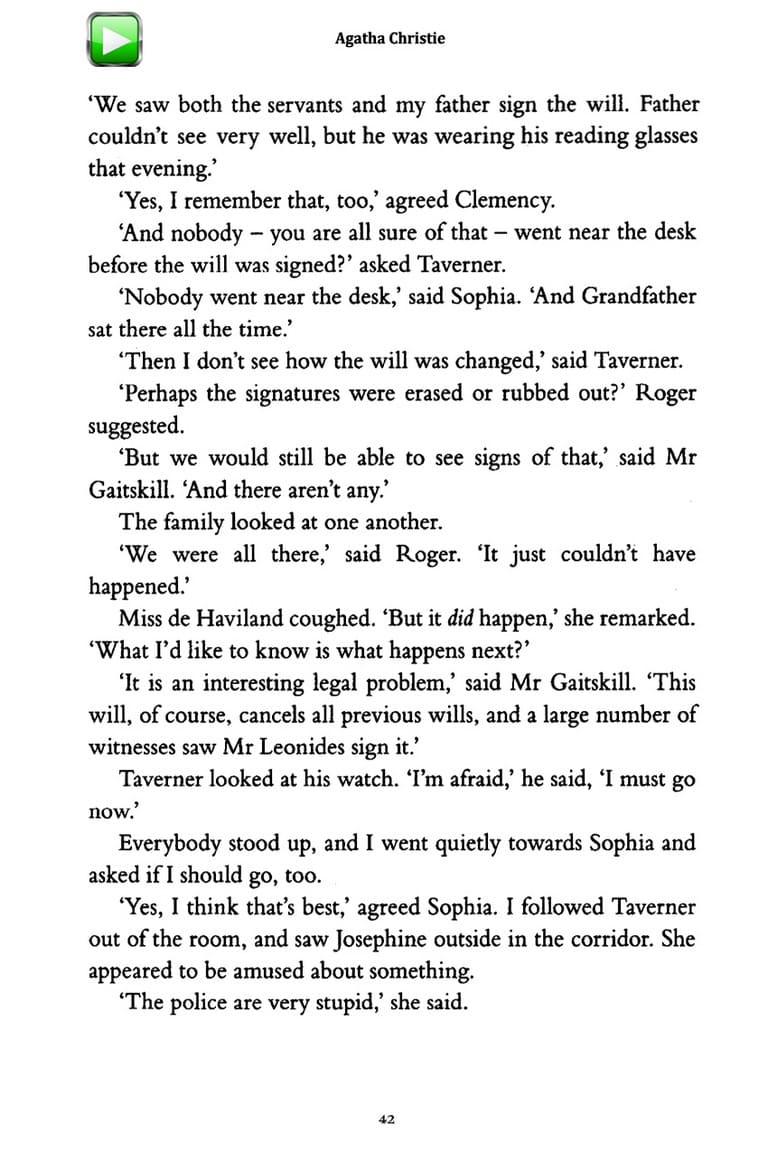 Agatha Christie
‘We saw both the servants and my father sign the will. Father
couldn’t see very well, but he was wearing his reading glasses
that evening.’
‘Yes, I remember that, too,’ agreed Clemency.
‘And nobody – you are all sure of that – went near the desk
before the will was signed?’ asked Taverner.
‘Nobody went near the desk,’ said Sophia. ‘And Grandfather
sat there all the time.’
‘Then I don’t see how the will was changed,’ said Taverner.
‘Perhaps the signatures were erased or rubbed out?’ Roger
suggested.
‘But we would still be able to see signs of that,’ said Mr
Gaitskill. ‘And there aren’t any.’
The family looked at one another.
‘We were all there,’ said Roger. ‘It just couldn’t have
happened.’
Miss de Haviland coughed. ‘But it did happen,’ she remarked.
‘What I’d like to know is what happens next?’
‘It is an interesting legal problem,’ said Mr Gaitskill. ‘This
will, of course, cancels all previous wills, and a large number of
witnesses saw Mr Leonides sign it.’
Taverner looked at his watch. ‘I’m afraid,’ he said, ‘I must go
now.’
Everybody stood up, and I went quietly towards Sophia and
asked if I should go, too.
‘Yes, I think that’s best,’ agreed Sophia. I followed Taverner
out of the room, and saw Josephine outside in the corridor. She
appeared to be amused about something.
‘The police are very stupid,’ she said.
42